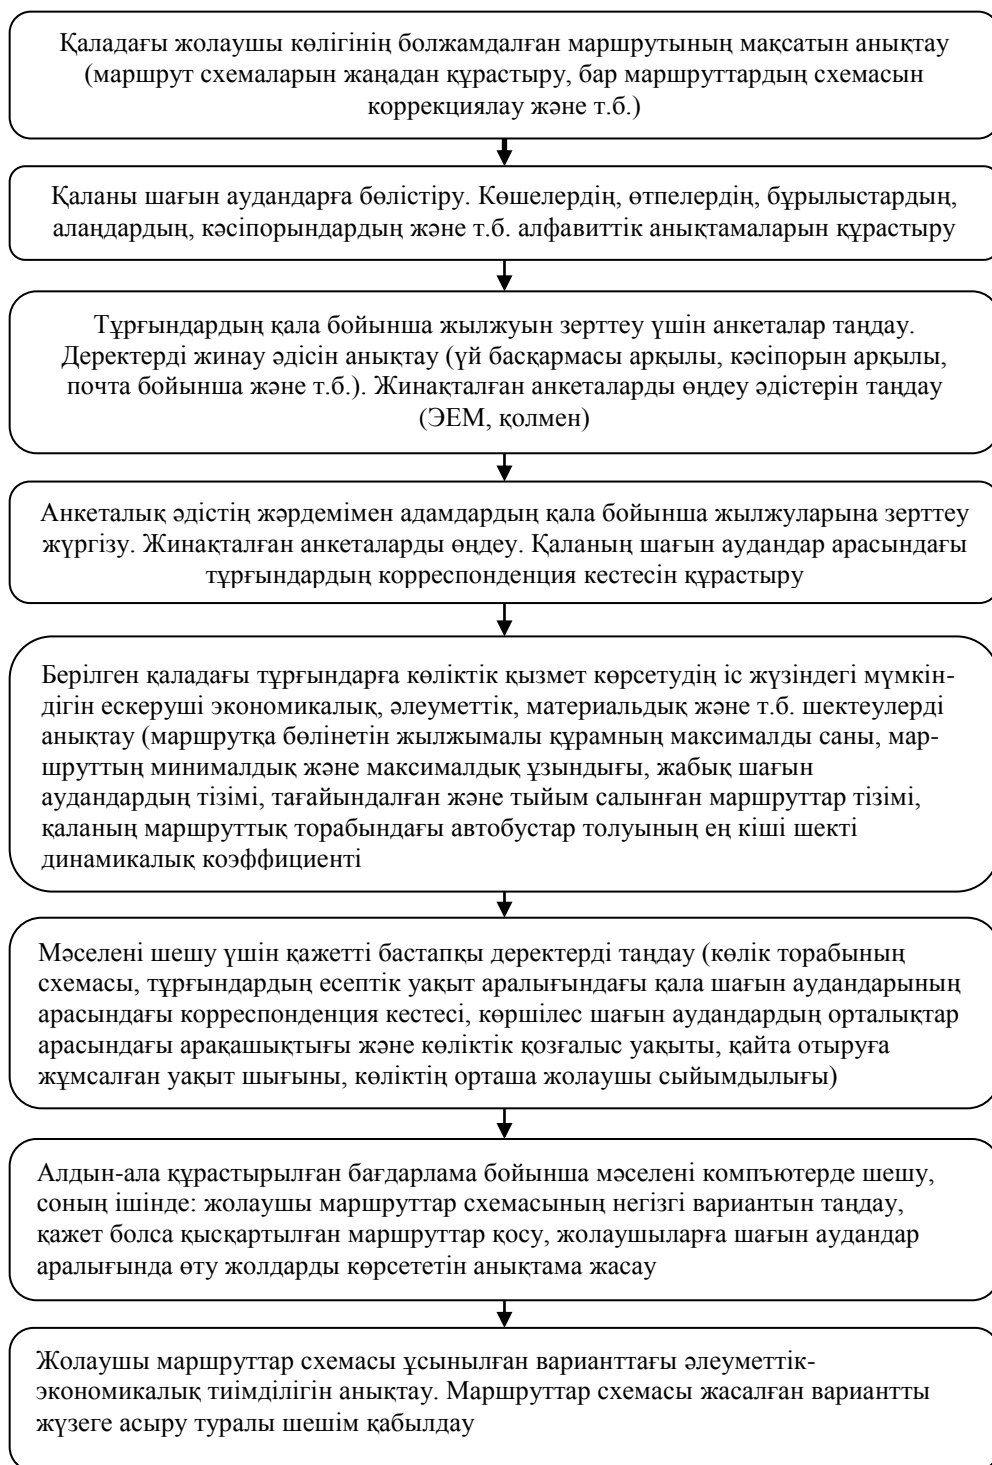 Қаладағы жолаушы көлігінің болжамдалған маршрутының мақсатын анықтау
(маршрут схемаларын жаңадан құрастыру, бар маршруттардың схемасын
коррекциялау және т.б.)
Қаланы шағын аудандарға бөлістіру. Көшелердің, өтпелердің, бұрылыстардың,
алаңдардың, кәсіпорындардың және т.б. алфавиттік анықтамаларын құрастыру
Тұрғындардың қала бойынша жылжуын зерттеу үшін анкеталар таңдау.
Деректерді жинау әдісін анықтау (үй басқармасы арқылы, кәсіпорын арқылы,
почта бойынша және т.б.). Жинақталған анкеталарды өңдеу әдістерін таңдау
(ЭЕМ, қолмен)
Анкеталық әдістің жәрдемімен адамдардың қала бойынша жылжуларына зерттеу
жүргізу. Жинақталған анкеталарды өңдеу. Қаланың шағын аудандар арасындағы
тұрғындардың корреспонденция кестесін құрастыру
Берілген қаладағы тұрғындарға көліктік қызмет көрсетудің іс жүзіндегі мүмкін-
дігін ескеруші экономикалық, әлеуметтік, материальдық және т.б. шектеулерді
анықтау (маршрутқа бөлінетін жылжымалы құрамның максималды саны, мар-
шруттың минималдық және максималдық ұзындығы, жабық шағын
аудандардың тізімі, тағайындалған және тыйым салынған маршруттар тізімі,
қаланың маршруттық торабындағы автобустар толуының ең кіші шекті
динамикалық коэффициенті
Мәселені шешу үшін қажетті бастапқы деректерді таңдау (көлік торабының
схемасы, тұрғындардың есептік уақыт аралығындағы қала шағын аудандарының
арасындағы корреспонденция кестесі, көршілес шағын аудандардың орталықтар
арасындағы арақашықтығы және көліктік қозғалыс уақыты, қайта отыруға
жұмсалған уақыт шығыны, көліктің орташа жолаушы сыйымдылығы)
Алдын-ала құрастырылған бағдарлама бойынша мәселені компъютерде шешу,
соның ішінде: жолаушы маршруттар схемасының негізгі вариантын таңдау,
қажет болса қысқартылған маршруттар қосу, жолаушыларға шағын аудандар
аралығында өту жолдарды көрсететін анықтама жасау
Жолаушы маршруттар схемасы ұсынылған варианттағы әлеуметтік-
экономикалық тиімділігін анықтау. Маршруттар схемасы жасалған вариантты
жүзеге асыру туралы шешім қабылдау